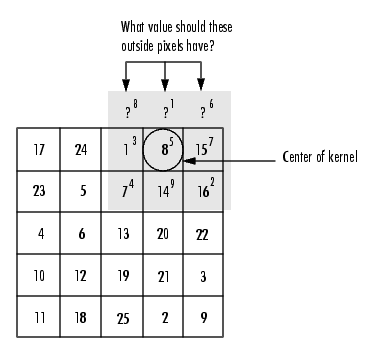 What value should these
outside pixels have?
?⁸ ?¹ ?⁶
17 24 1³ 8⁵ 15⁷
Center of kernel
23 5 7⁴ 14⁹ 16²
4 6 13 20 22
10 12 19 21 3
11 18 25 2 9